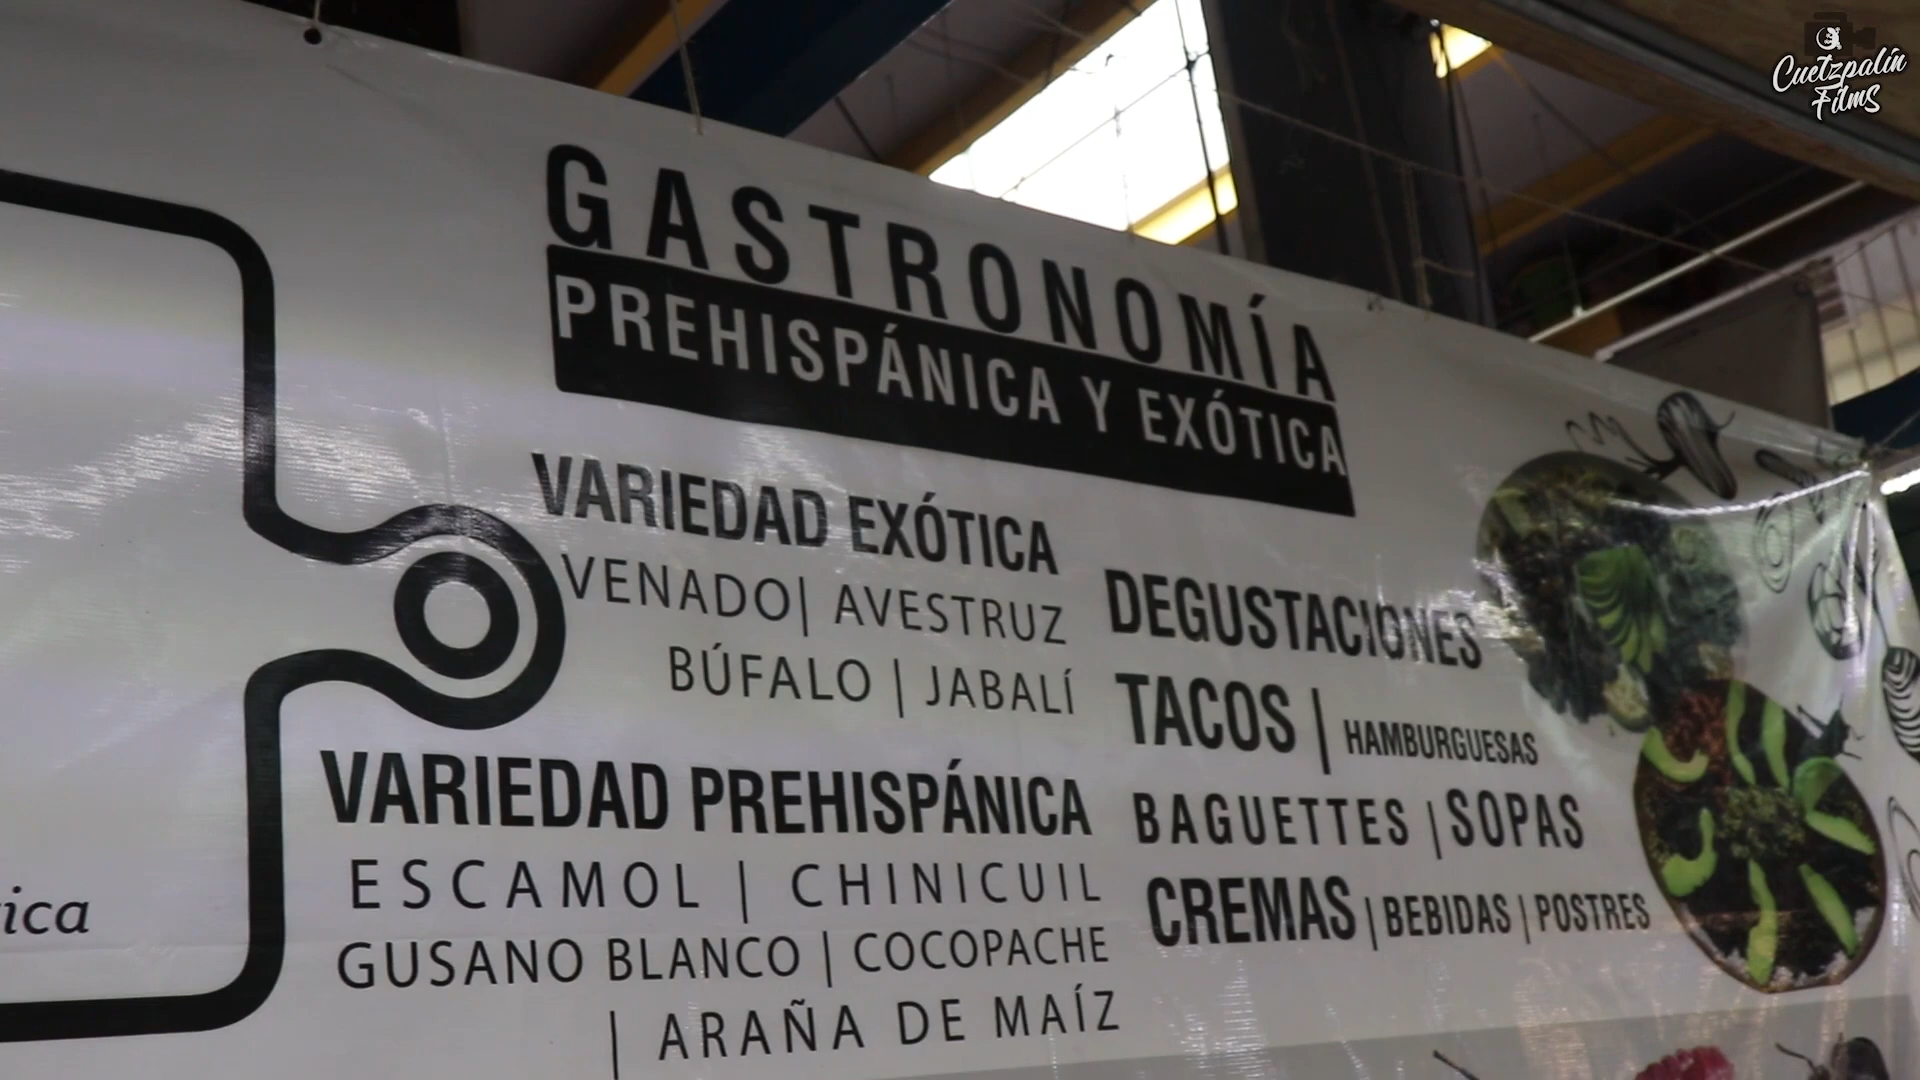 GASTRONOMÍA
PREHISPÁNICA Y EXÓTICA
VARIEDAD EXÓTICA
VENADO| AVESTRUZ
BÚFALO | JABALÍ
VARIEDAD PREHISPÁNICA
ESCAMOL | CHINICUIL
GUSANO BLANCO | COCOPACHE
| ARAÑA DE MAÍZ
DEGUSTACIONES
TACOS | HAMBURGUESAS
BAGUETTES | SOPAS
CREMAS | BEBIDAS | POSTRES
Cuetzpalín
Films